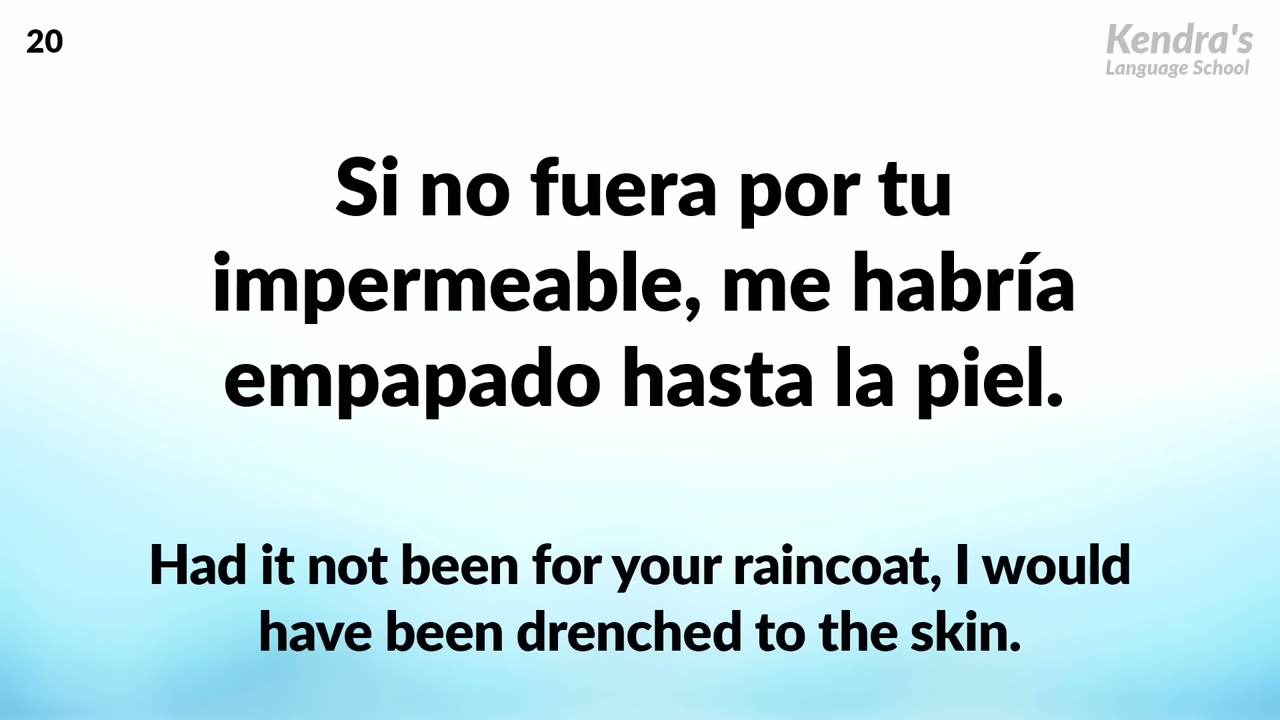 20
Kendra's
Language School
Si no fuera por tu
impermeable, me habría
empapado hasta la piel.
Had it not been for your raincoat, I would
have been drenched to the skin.